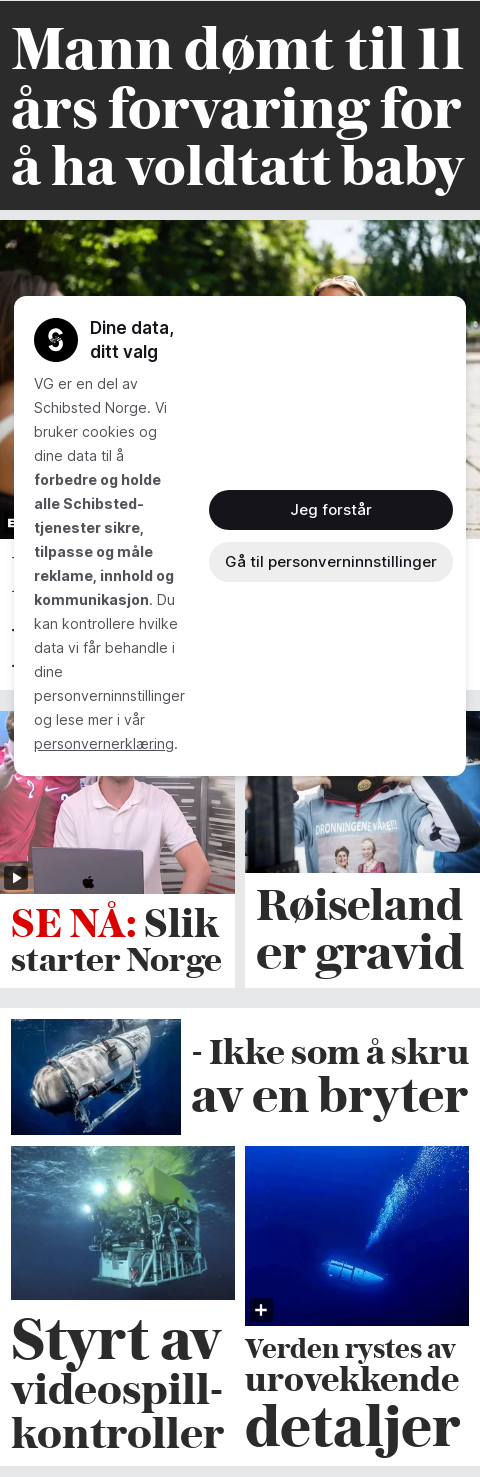 Mann dømt til 11
års forvaring for
å ha voldtatt baby
Dine data,
ditt valg
VG er en del av
Schibsted Norge. Vi
bruker cookies og
dine data til å
forbedre og holde
alle Schibsted-
tjenester sikre,
tilpasse og måle
reklame, innhold og
kommunikasjon. Du
kan kontrollere hvilke
data vi får behandle i
dine
personverninnstillinger
og lese mer i vår
personvernerklæring.
Jeg forstår
Gå til personverninnstillinger
DRONNINGENE VÅRE!!!
SE NÅ: Slik
starter Norge
Røiseland
er gravid
- Ikke som å skru
av en bryter
Styrt av
videospill-
kontroller
Verden rystes av
urovekkende
detaljer